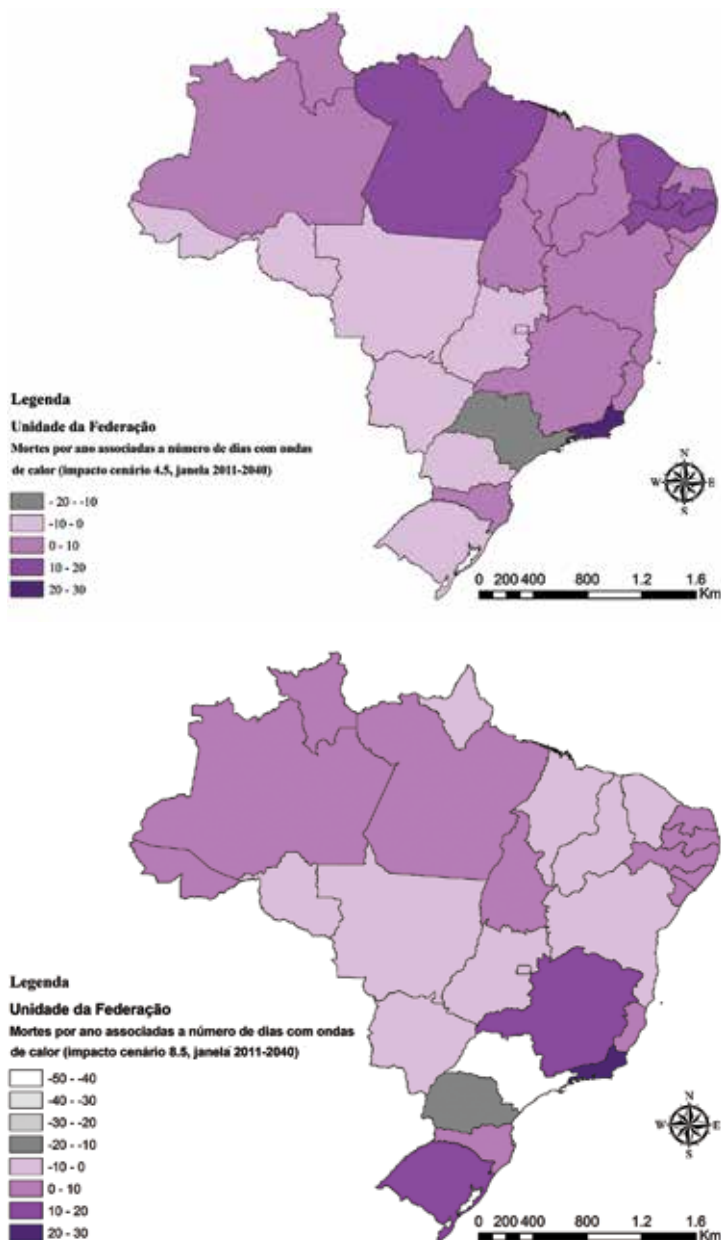 Legenda
Unidade da Federação
Mortes por ano associadas a número de dias com ondas
de calor (impacto cenário 4.5, janela 2011-2040)
- 20 - -10
-10 - 0
0 - 10
10 - 20
20 - 30
N
W E
S
0 200 400 800 1.2 1.6
Km
Legenda
Unidade da Federação
Mortes por ano associadas a número de dias com ondas
de calor (impacto cenário 8.5, janela 2011-2040)
-50 - -40
-40 - -30
-30 - -20
-20 - -10
-10 - 0
0 - 10
10 - 20
20 - 30
N
W E
S
0 200 400 800 1.2 1.6
Km